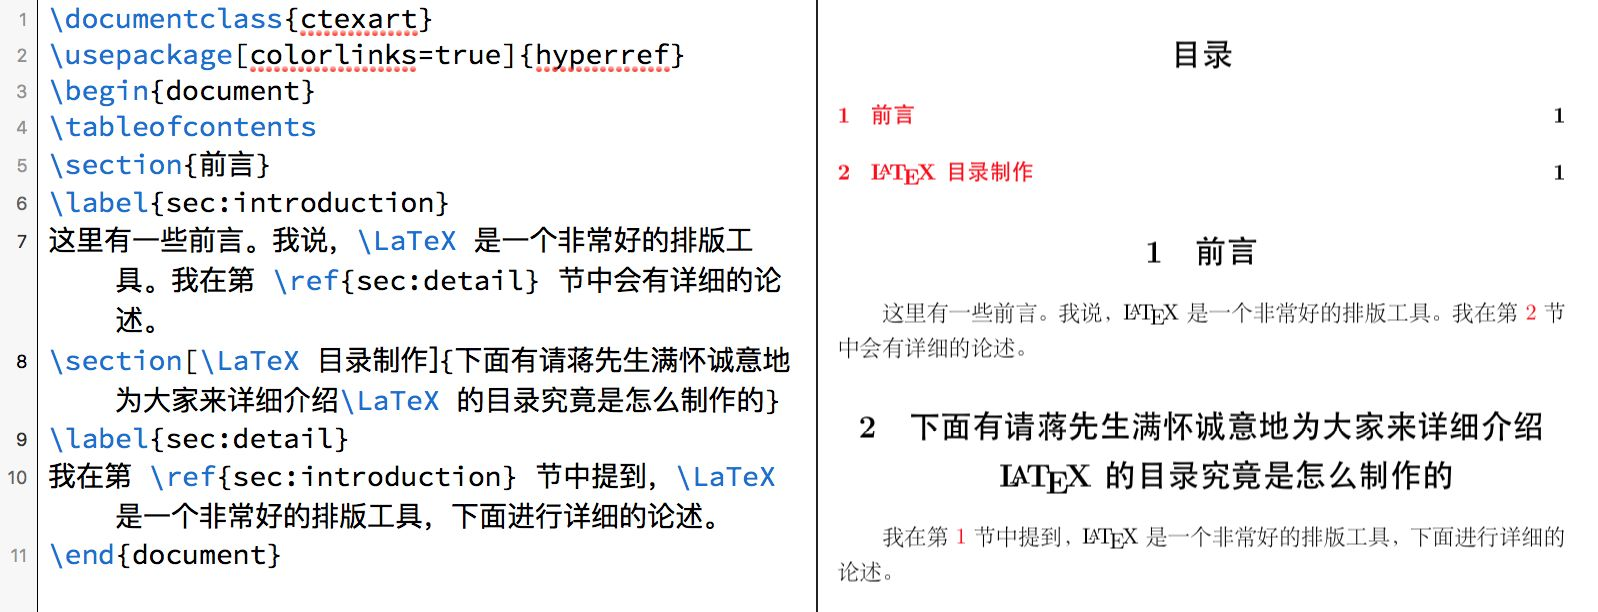 1 \documentclass{ctexart}
2 \usepackage[colorlinks=true]{hyperref}
3 \begin{document}
4 \tableofcontents
5 \section{前言}
6 \label{sec:introduction}
7 这里有一些前言。我说，\LaTeX 是一个非常好的排版工
具。我在第 \ref{sec:detail} 节中会有详细的论
述。
8 \section[\LaTeX 目录制作]{下面有请蒋先生满怀诚意地
为大家来详细介绍\LaTeX 的目录究竟是怎么制作的}
9 \label{sec:detail}
10 我在第 \ref{sec:introduction} 节中提到，\LaTeX
是一个非常好的排版工具，下面进行详细的论述。
11 \end{document}
目录
1 前言 1
2 LATEX 目录制作 1
1 前言
这里有一些前言。我说，LATEX 是一个非常好的排版工具。我在第 2 节
中会有详细的论述。
2 下面有请蒋先生满怀诚意地为大家来详细介绍
LATEX 的目录究竟是怎么制作的
我在第 1 节中提到，LATEX 是一个非常好的排版工具，下面进行详细的
论述。